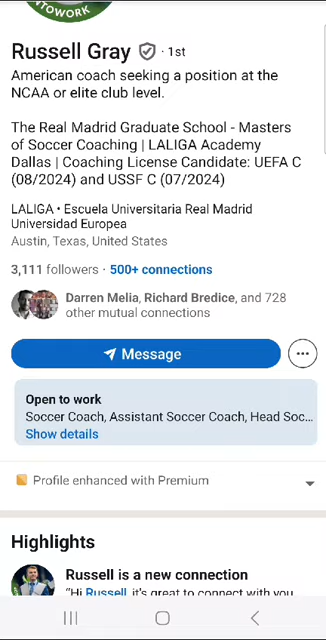 NTOWORK
Russell Gray · 1st
American coach seeking a position at the
NCAA or elite club level.
The Real Madrid Graduate School - Masters
of Soccer Coaching | LALIGA Academy
Dallas | Coaching License Candidate: UEFA C
(08/2024) and USSF C (07/2024)
LALIGA • Escuela Universitaria Real Madrid
Universidad Europea
Austin, Texas, United States
3,111 followers · 500+ connections
Darren Melia, Richard Bredice, and 728
other mutual connections
Message
Open to work
Soccer Coach, Assistant Soccer Coach, Head Soc...
Show details
Profile enhanced with Premium
Highlights
Russell is a new connection
"Hi Russell, it's great to connect with you